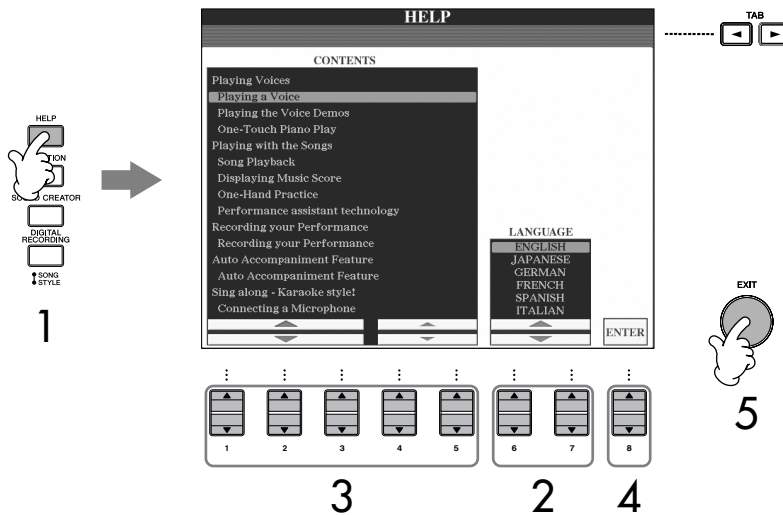 HELP
TAB
CONTENTS
Playing Voices
Playing a Voice
Playing the Voice Demos
One-Touch Piano Play
Playing with the Songs
Song Playback
Displaying Music Score
One-Hand Practice
Performance assistant technology
Recording your Performance
Recording your Performance
Auto Accompaniment Feature
Auto Accompaniment Feature
Sing along - Karaoke style!
Connecting a Microphone
LANGUAGE
ENGLISH
JAPANESE
GERMAN
FRENCH
SPANISH
ITALIAN
ENTER
HELP
CREATOR
DIGITAL
RECORDING
SONG
STYLE
1
EXIT
5
1 2 3 4 5 6 7 8
3 2 4